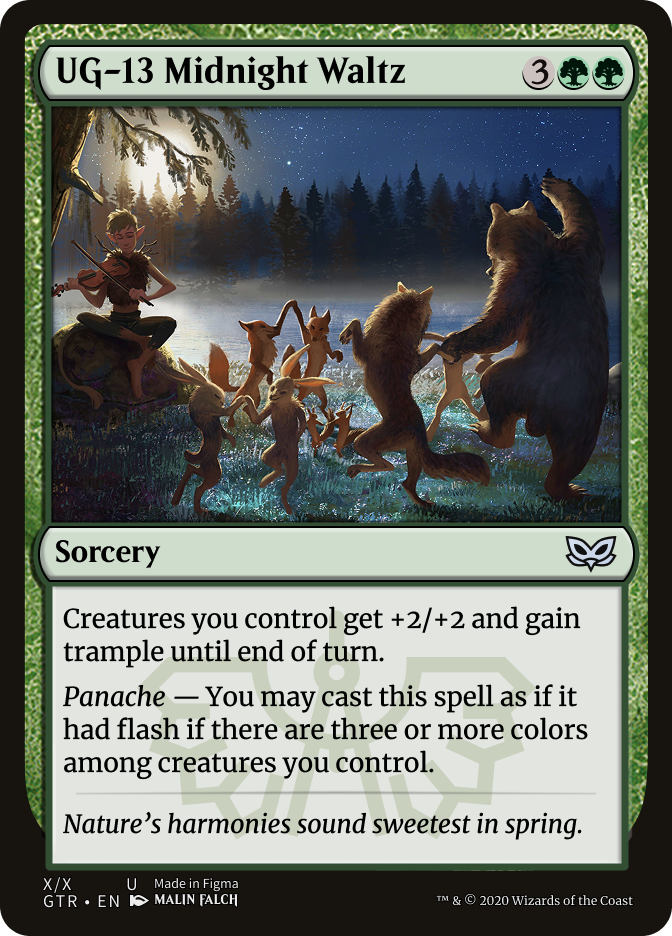 UG-13 Midnight Waltz 3
Sorcery
Creatures you control get +2/+2 and gain
trample until end of turn.
Panache — You may cast this spell as if it
had flash if there are three or more colors
among creatures you control.
Nature's harmonies sound sweetest in spring.
X/X U Made in Figma
GTR • EN MALIN FALCH ™ & © 2020 Wizards of the Coast